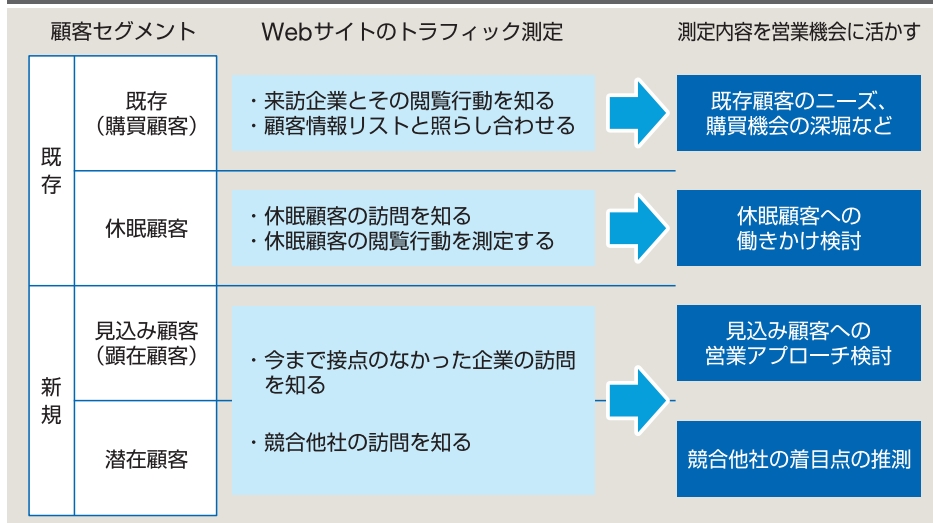 顧客セグメント
Webサイトのトラフィック測定
測定内容を営業機会に活かす
既存
既存
（購買顧客）
・来訪企業とその閲覧行動を知る
・顧客情報リストと照らし合わせる
既存顧客のニーズ、
購買機会の深堀など
休眠顧客
・休眠顧客の訪問を知る
・休眠顧客の閲覧行動を測定する
休眠顧客への
働きかけ検討
新規
見込み顧客
（顕在顧客）
・今まで接点のなかった企業の訪問
を知る
見込み顧客への
営業アプローチ検討
潜在顧客
・競合他社の訪問を知る
競合他社の着目点の推測